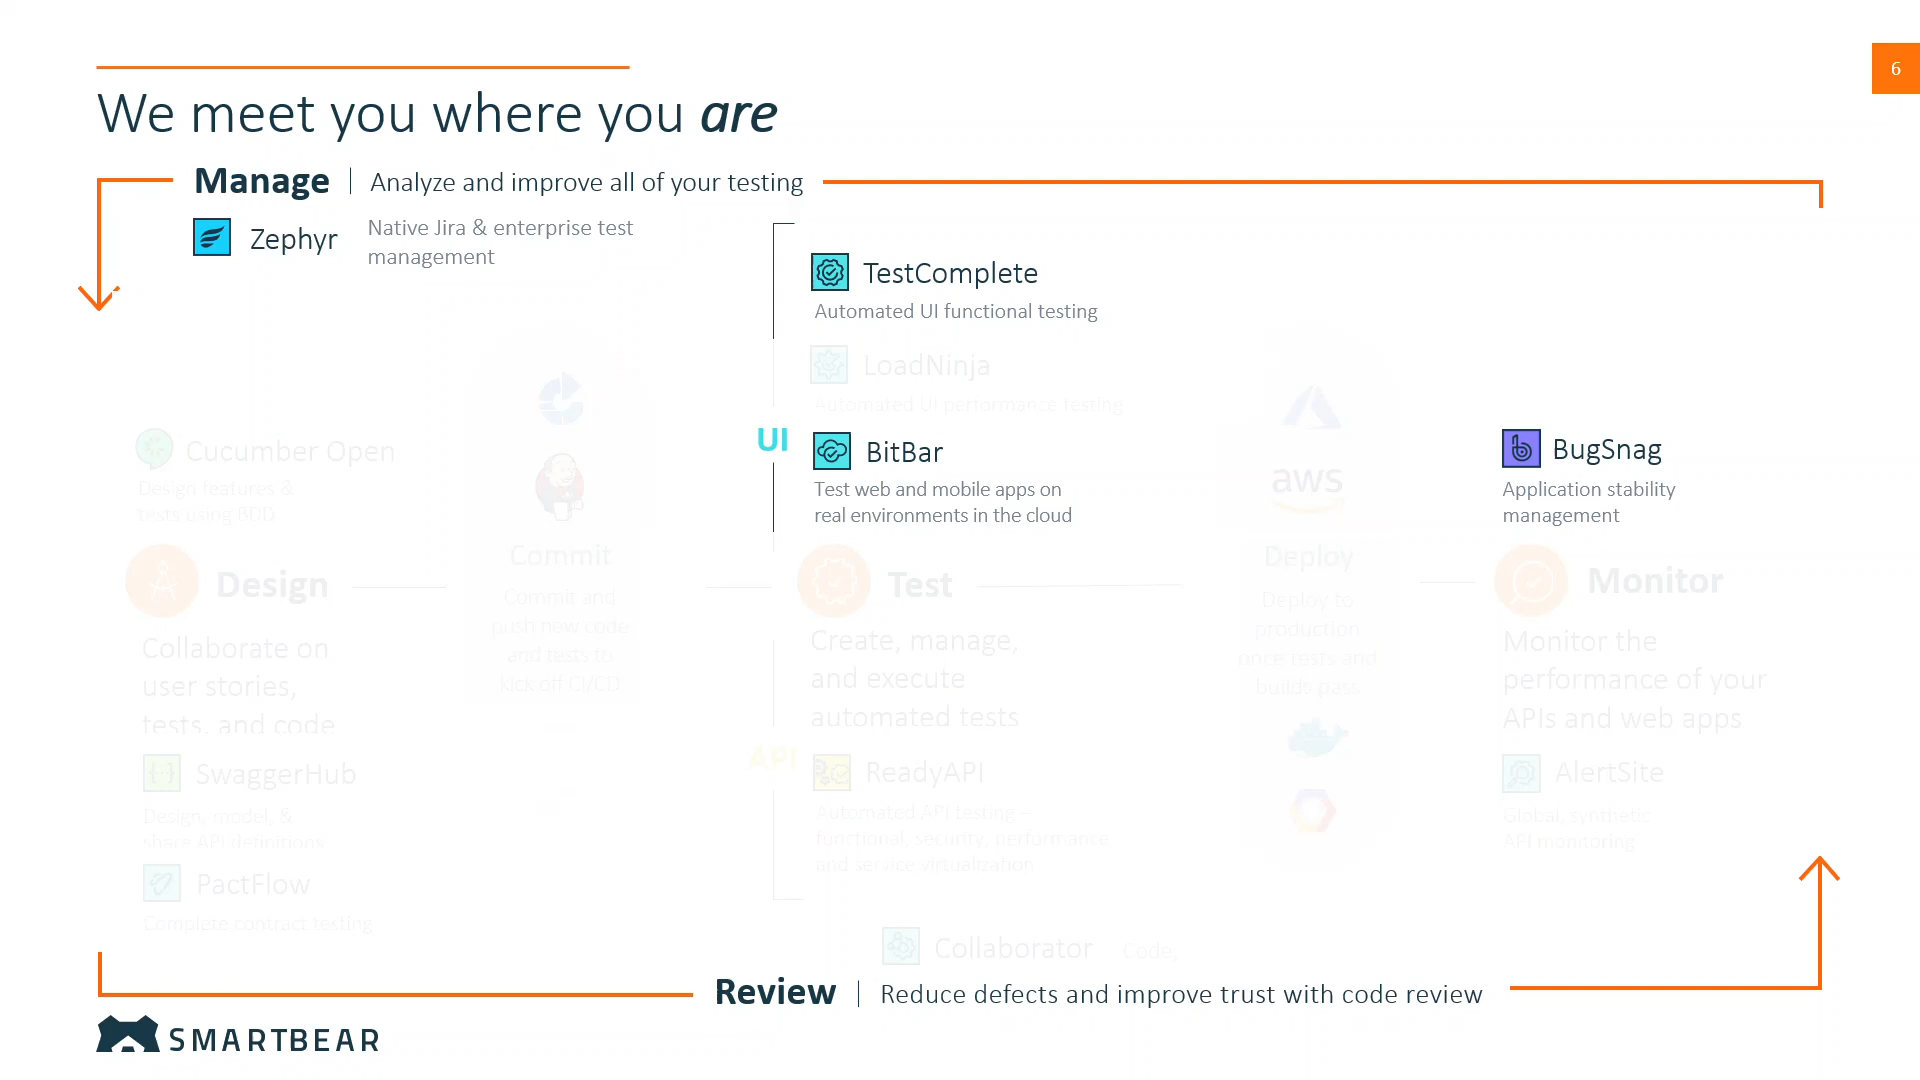 6
We meet you where you are
Manage | Analyze and improve all of your testing
Zephyr
Native Jira & enterprise test
management
TestComplete
Automated UI functional testing
LoadNinja
Automated UI performance testing
UI
BitBar
Test web and mobile apps on
real environments in the cloud
BugSnag
Application stability
management
Cucumber Open
Design features &
tests using BDD
aws
Design
Collaborate on
user stories,
tests, and code
Commit
Commit and
push new code
and tests to
kick off CI/CD
Test
Create, manage,
and execute
automated tests
Deploy
Deploy to
production
once tests and
builds pass
Monitor
Monitor the
performance of your
APIs and web apps
SwaggerHub
Design, model, &
share API definitions
PactFlow
Complete contract testing
API
ReadyAPI
Automated API testing –
functional, security, performance
and service virtualization
AlertSite
Global, synthetic
API monitoring
Collaborator
Code,
Review | Reduce defects and improve trust with code review
SMARTBEAR